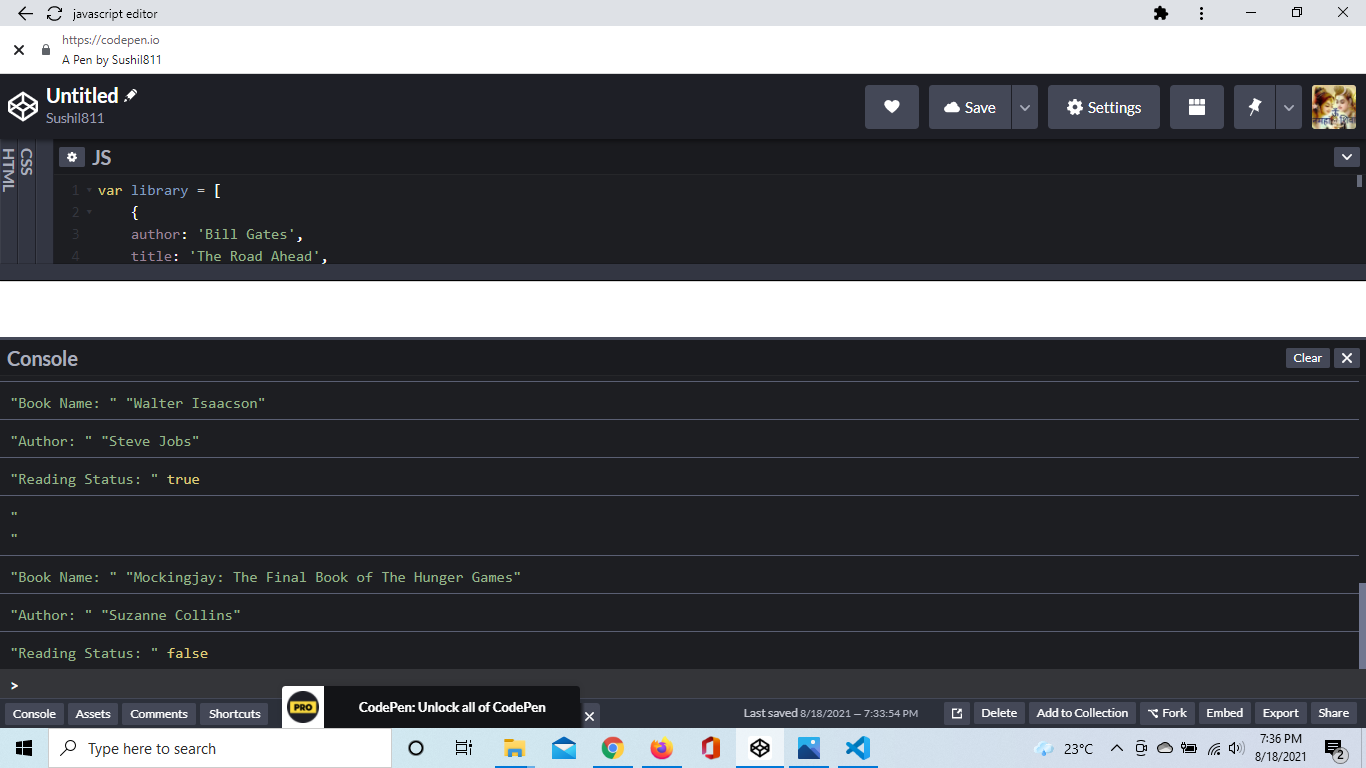 javascript editor
https://codepen.io
A Pen by Sushil811
Untitled
Sushil811
Save
Settings
HTML
CSS
JS
1 var library = [
2 {
3 author: 'Bill Gates',
4 title: 'The Road Ahead',
Console
Clear
"Book Name: " "Walter Isaacson"
"Author: " "Steve Jobs"
"Reading Status: " true
"
"
"Book Name: " "Mockingjay: The Final Book of The Hunger Games"
"Author: " "Suzanne Collins"
"Reading Status: " false
>
Console Assets Comments Shortcuts
PRO CodePen: Unlock all of CodePen
Last saved 8/18/2021 — 7:33:54 PM
Delete Add to Collection Fork Embed Export Share
Type here to search
23°C
7:36 PM
8/18/2021
2